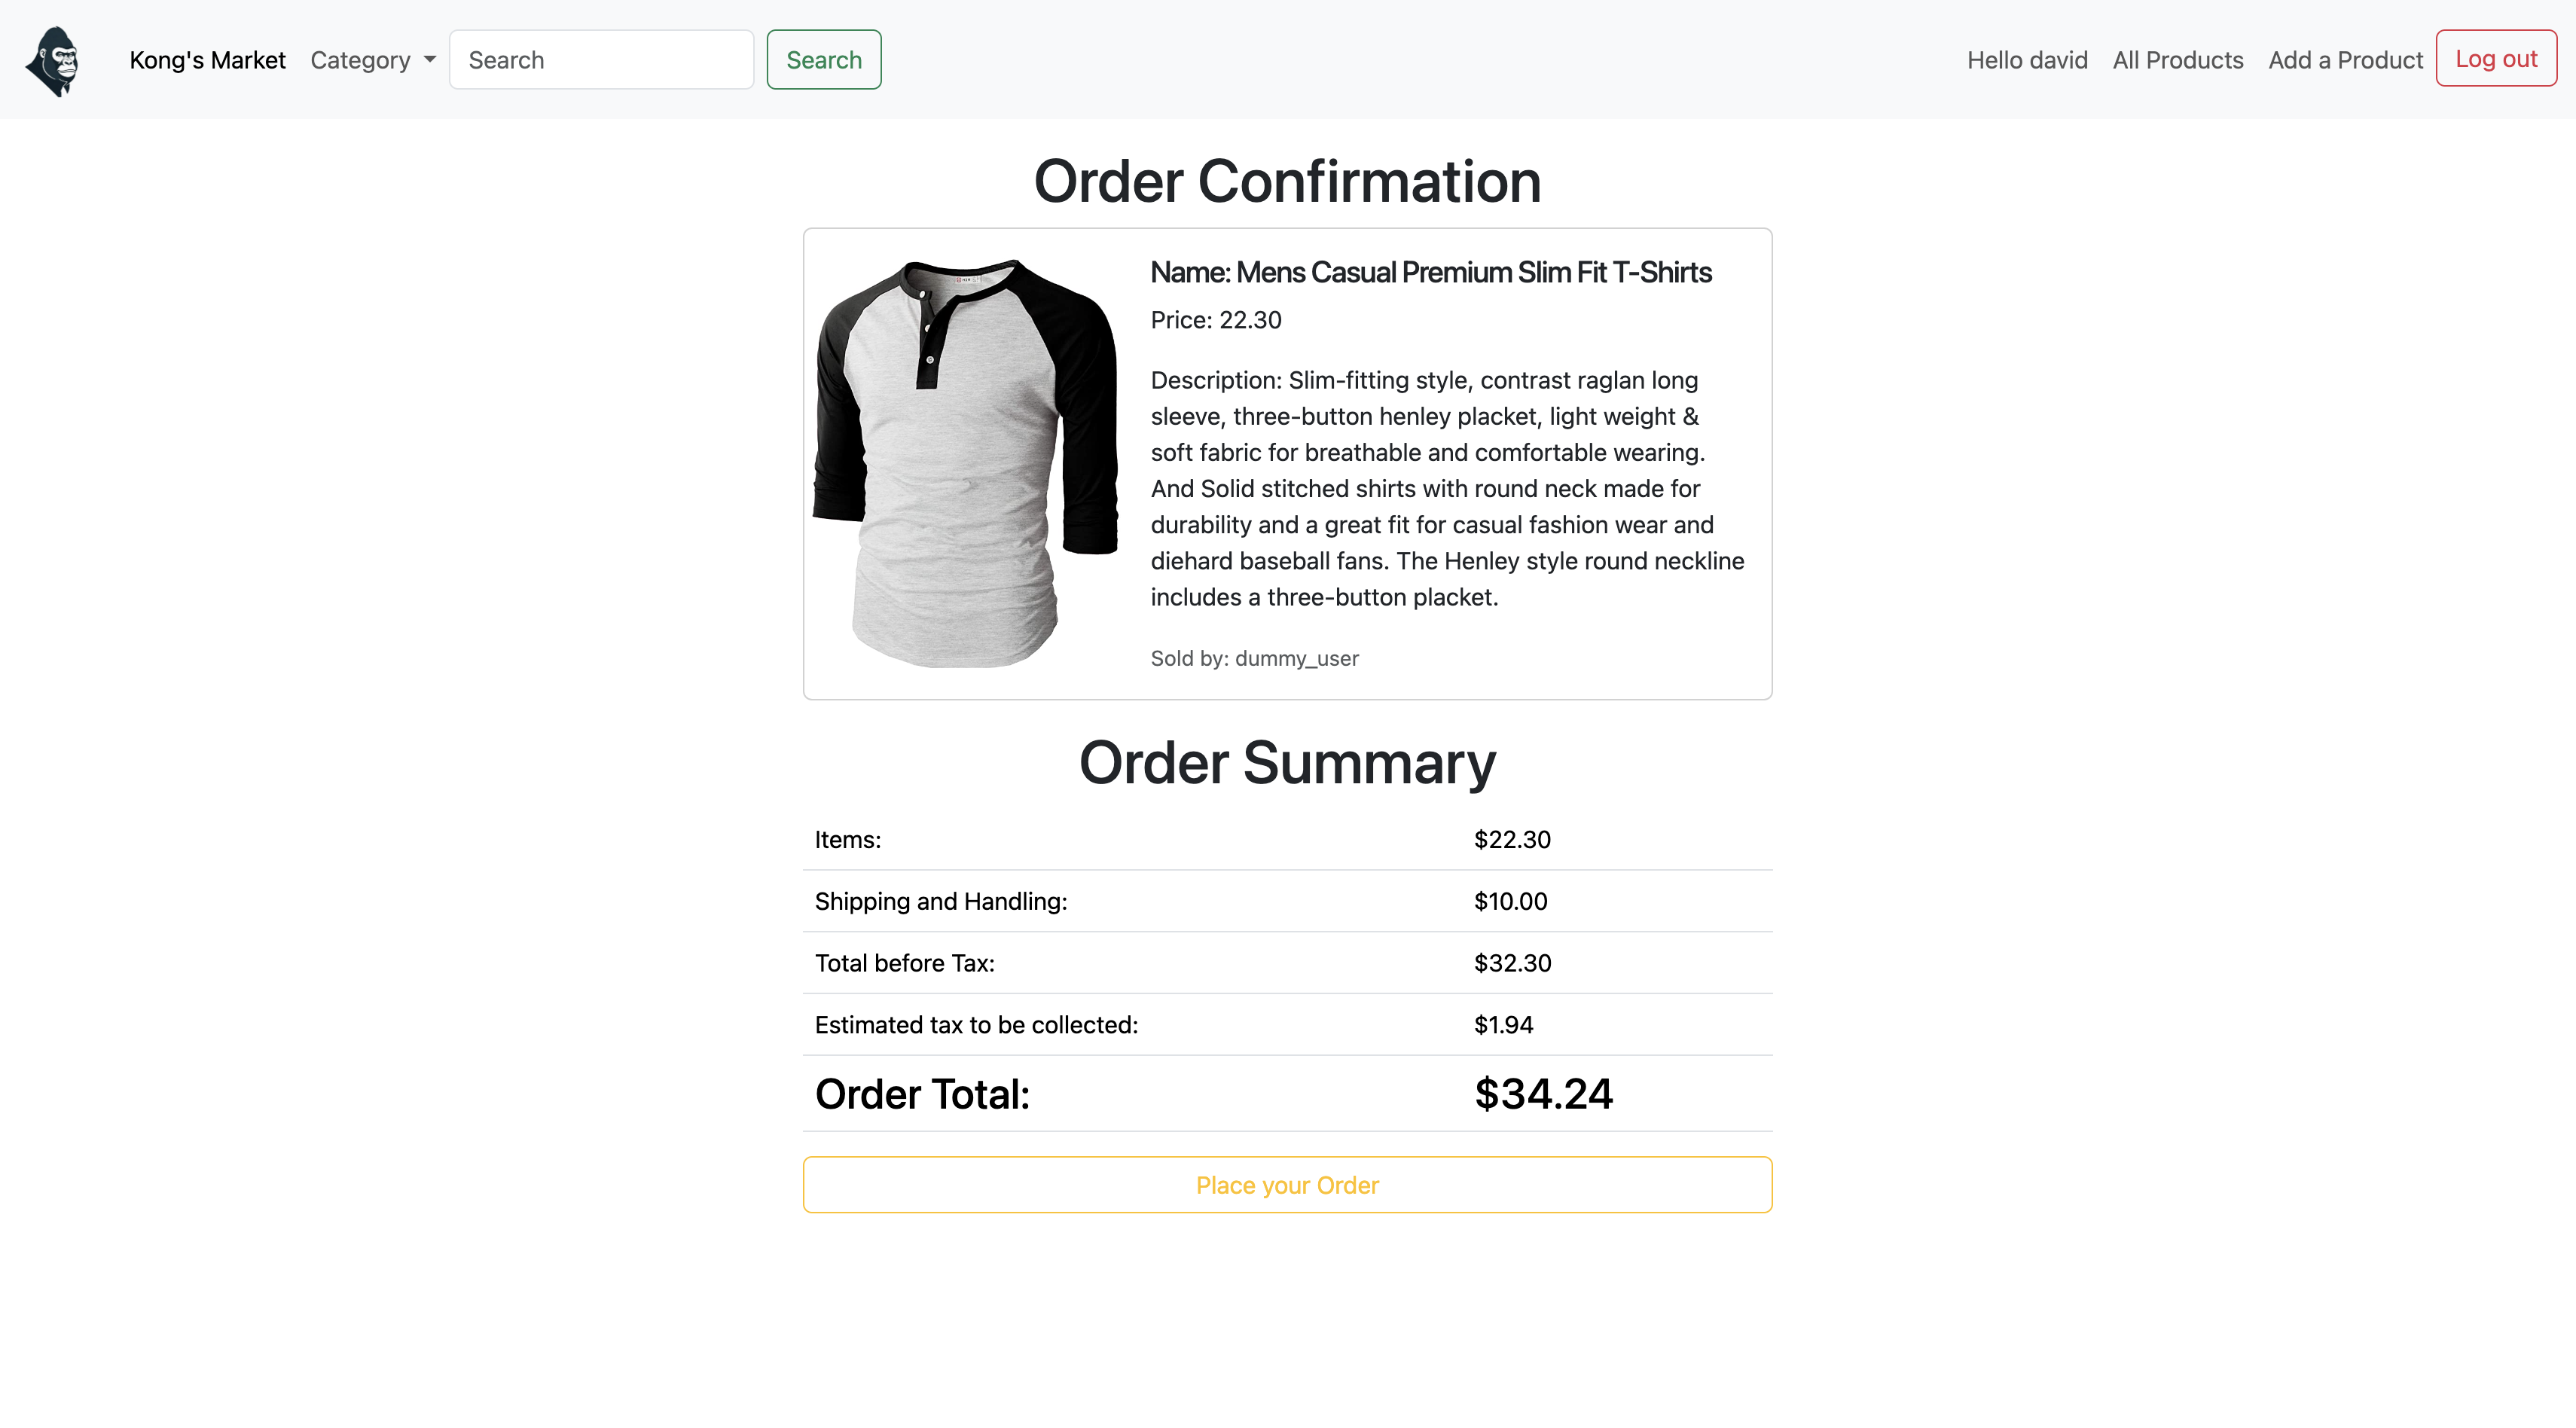 Kong's Market
Category
Search
Search
Hello david
All Products
Add a Product
Log out
Order Confirmation
Name: Mens Casual Premium Slim Fit T-Shirts
Price: 22.30
Description: Slim-fitting style, contrast raglan long
sleeve, three-button henley placket, light weight &
soft fabric for breathable and comfortable wearing.
And Solid stitched shirts with round neck made for
durability and a great fit for casual fashion wear and
diehard baseball fans. The Henley style round neckline
includes a three-button placket.
Sold by: dummy_user
Order Summary
Items: $22.30
Shipping and Handling: $10.00
Total before Tax: $32.30
Estimated tax to be collected: $1.94
Order Total: $34.24
Place your Order